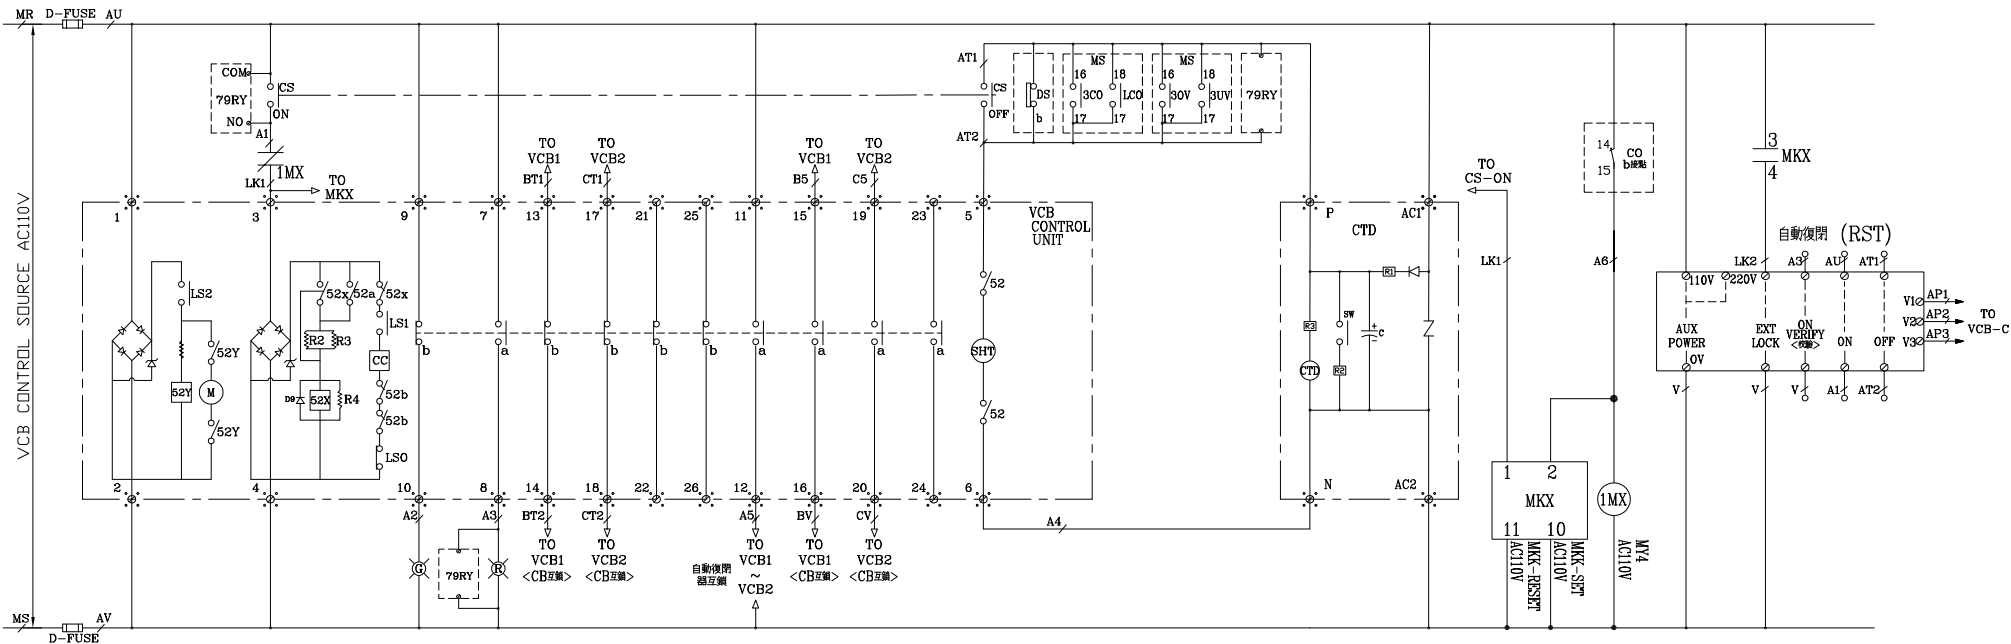 MR D-FUSE AU
VCB CONTROL SOURCE AC110V
COM
79RY
NO
CS
ON
A1
1MX
LK1
TO
MKX
TO
VCB1
BT1
TO
VCB2
CT1
TO
VCB1
B5
TO
VCB2
C5
AT1
CS
OFF
AT2
DS
b
MS
16 18
3CO LCO
17 17
MS
16 18
3OV 3UV
17 17
79RY
1 3 9 7 13 17 21 25 11 15 19 23 5
VCB
CONTROL
UNIT
LS2
52Y
52Y
M
52Y
52x 52a 52x
LS1
R2 R3
CC
D9 52X R4
52b
52b
LSO
b a b b b b a a a a
52
SHT
52
2 4 10 8 14 18 22 26 12 16 20 24 6
A2
A3
BT2
CT2
A5
BV
CV
A4
G
79RY
R
TO
VCB1
<CB互鎖>
TO
VCB2
<CB互鎖>
自動復閉
器互鎖
TO
VCB1
~
VCB2
TO
VCB1
<CB互鎖>
TO
VCB2
<CB互鎖>
P AC1
CTD
R1
R3
SW
+
C
R2
CTD
N AC2
TO
CS-ON
LK1
14
15
CO
b接點
A6
1 2
MKX
11 10
MKK-RESET
AC110V
MKK-SET
AC110V
1MX
MY4
AC110V
3
MKX
4
自動復閉 (RST)
LK2 A3 AU AT1
110V 220V
AUX
POWER
OV
EXT
LOCK
ON
VERIFY
<校驗>
ON
OFF
V1 AP1
V2 AP2
V3 AP3
TO
VCB-C
V V V A1 AT2
MS D-FUSE AV